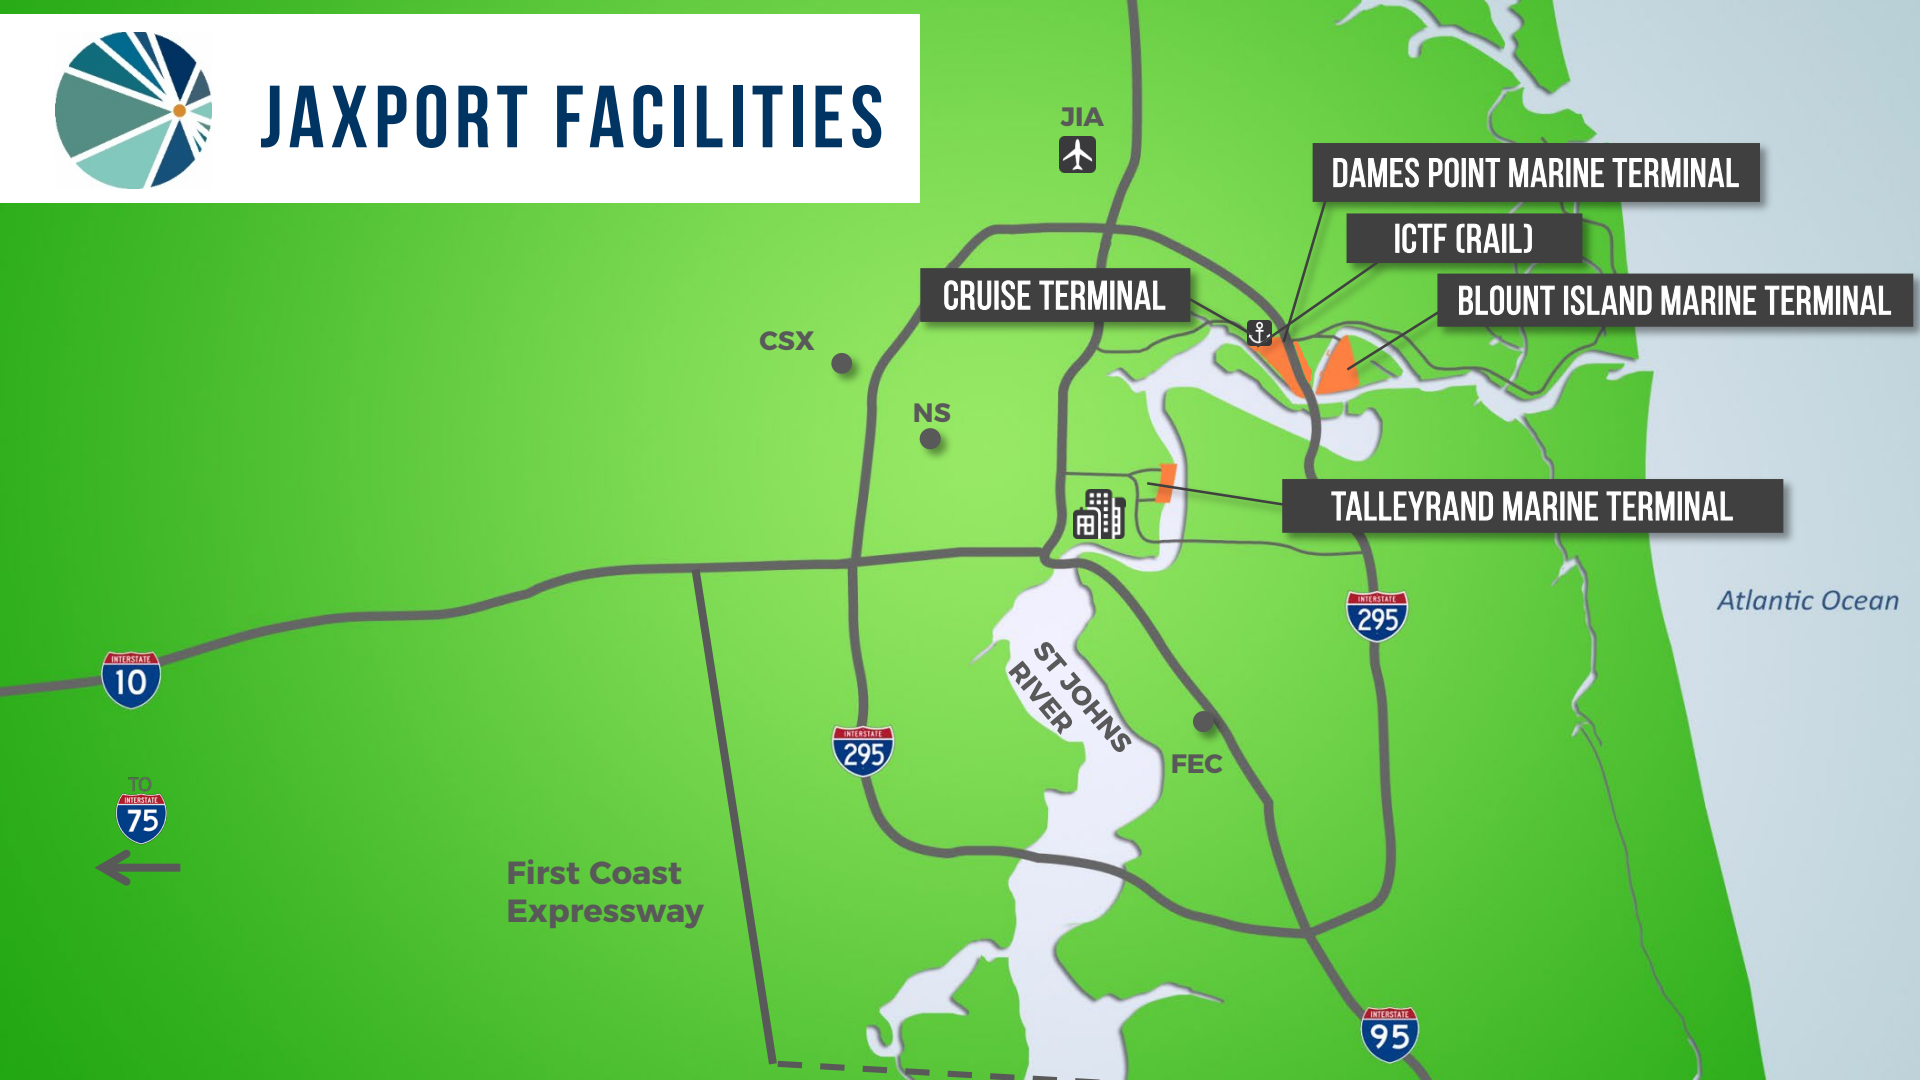 JAXPORT FACILITIES
JIA
DAMES POINT MARINE TERMINAL
ICTF (RAIL)
CRUISE TERMINAL
BLOUNT ISLAND MARINE TERMINAL
CSX
NS
TALLEYRAND MARINE TERMINAL
Atlantic Ocean
INTERSTATE
295
INTERSTATE
10
ST JOHNS
RIVER
INTERSTATE
295
FEC
TO
INTERSTATE
75
First Coast
Expressway
INTERSTATE
95